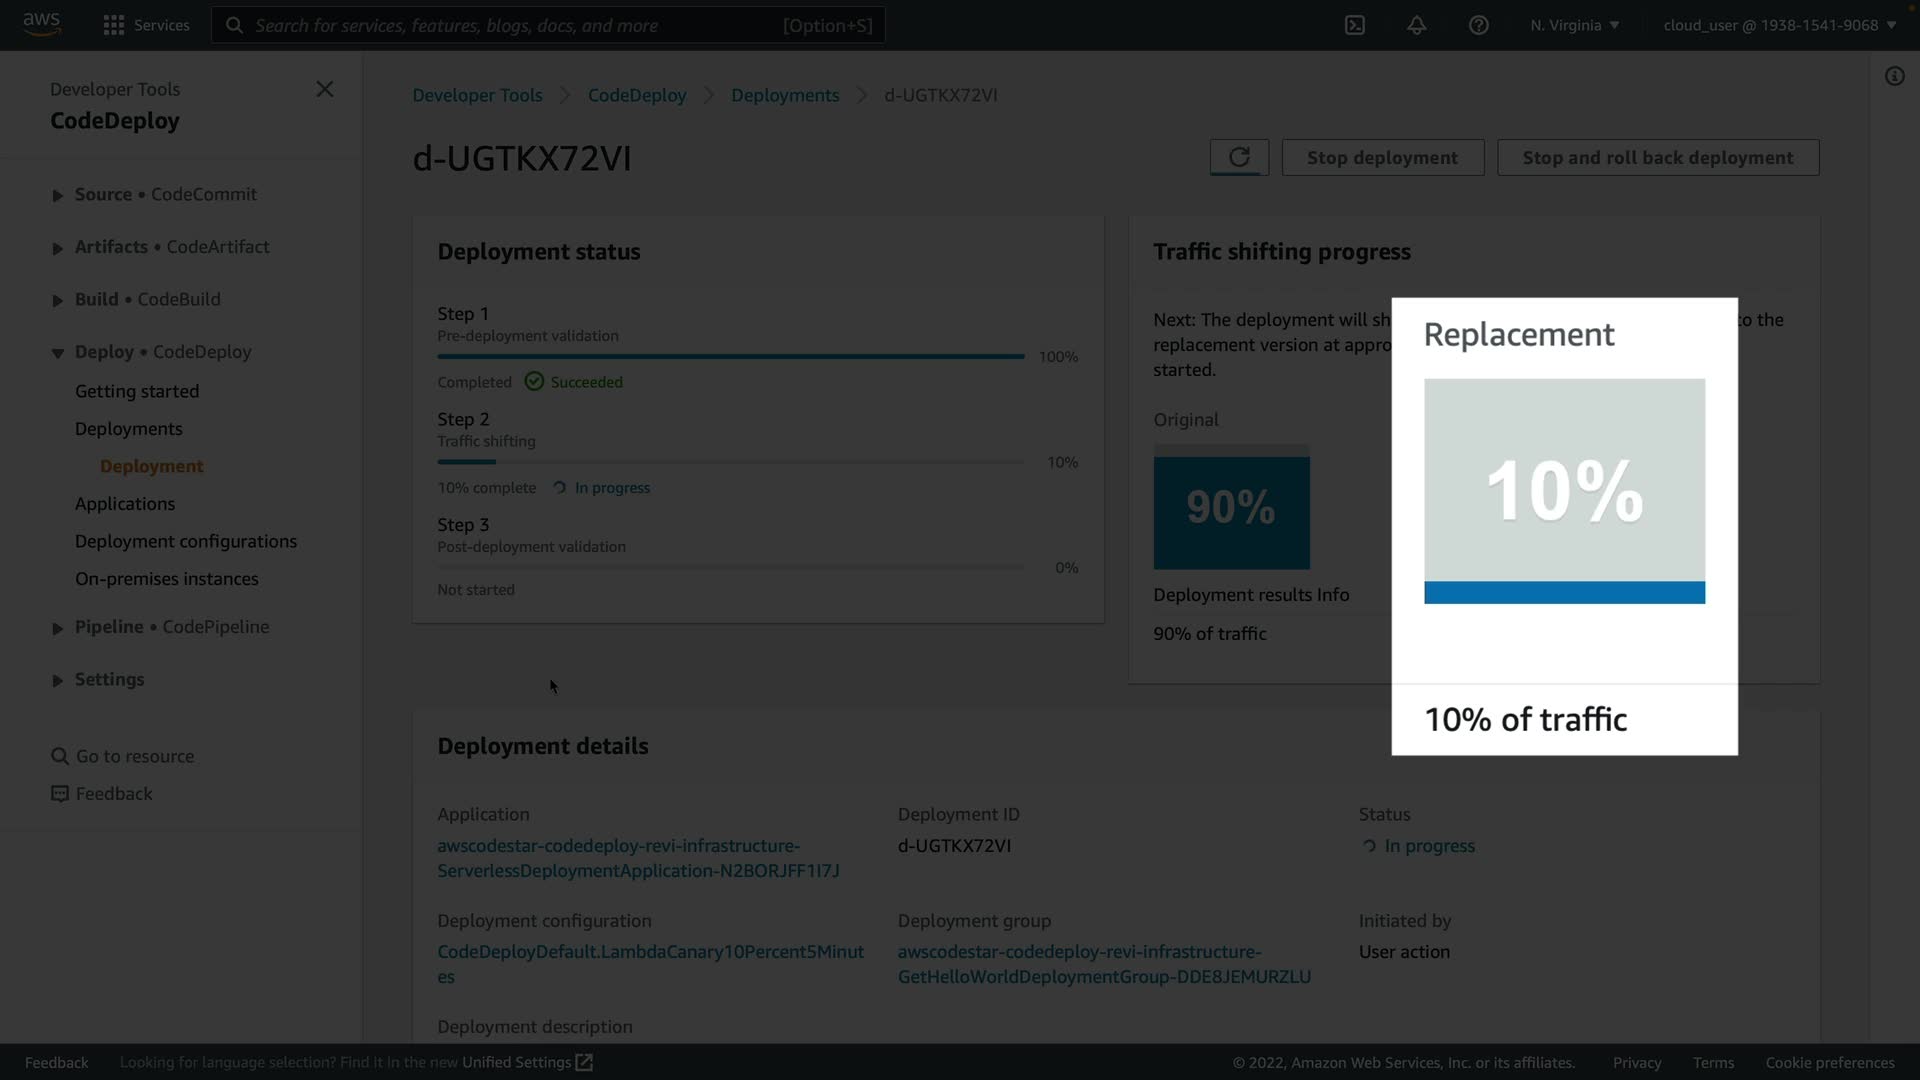 aws
Services
Search for services, features, blogs, docs, and more
[Option+S]
N. Virginia
cloud_user @ 1938-1541-9068
Developer Tools
CodeDeploy
Source • CodeCommit
Artifacts • CodeArtifact
Build • CodeBuild
Deploy • CodeDeploy
Getting started
Deployments
Deployment
Applications
Deployment configurations
On-premises instances
Pipeline • CodePipeline
Settings
Go to resource
Feedback
Developer Tools
CodeDeploy
Deployments
d-UGTKX72VI
d-UGTKX72VI
Stop deployment
Stop and roll back deployment
Deployment status
Step 1
Pre-deployment validation
100%
Completed
Succeeded
Step 2
Traffic shifting
10%
10% complete
In progress
Step 3
Post-deployment validation
0%
Not started
Traffic shifting progress
Next: The deployment will sh to the
replacement version at appro
started.
Original
90%
Deployment results Info
90% of traffic
Replacement
10%
10% of traffic
Deployment details
Application
awscodestar-codedeploy-revi-infrastructure-
ServerlessDeploymentApplication-N2BORJFF1I7J
Deployment ID
d-UGTKX72VI
Status
In progress
Deployment configuration
CodeDeployDefault.LambdaCanary10Percent5Minut
es
Deployment group
awscodestar-codedeploy-revi-infrastructure-
GetHelloWorldDeploymentGroup-DDE8JEMURZLU
Initiated by
User action
Deployment description
Feedback
Looking for language selection? Find it in the new Unified Settings
© 2022, Amazon Web Services, Inc. or its affiliates.
Privacy
Terms
Cookie preferences